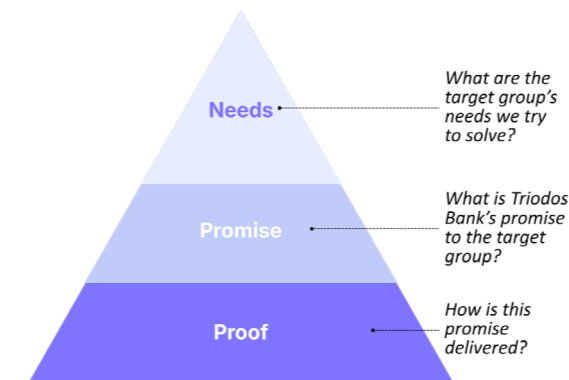 Needs
What are the
target group's
needs we try
to solve?
Promise
What is Triodos
Bank's promise
to the target
group?
Proof
How is this
promise
delivered?